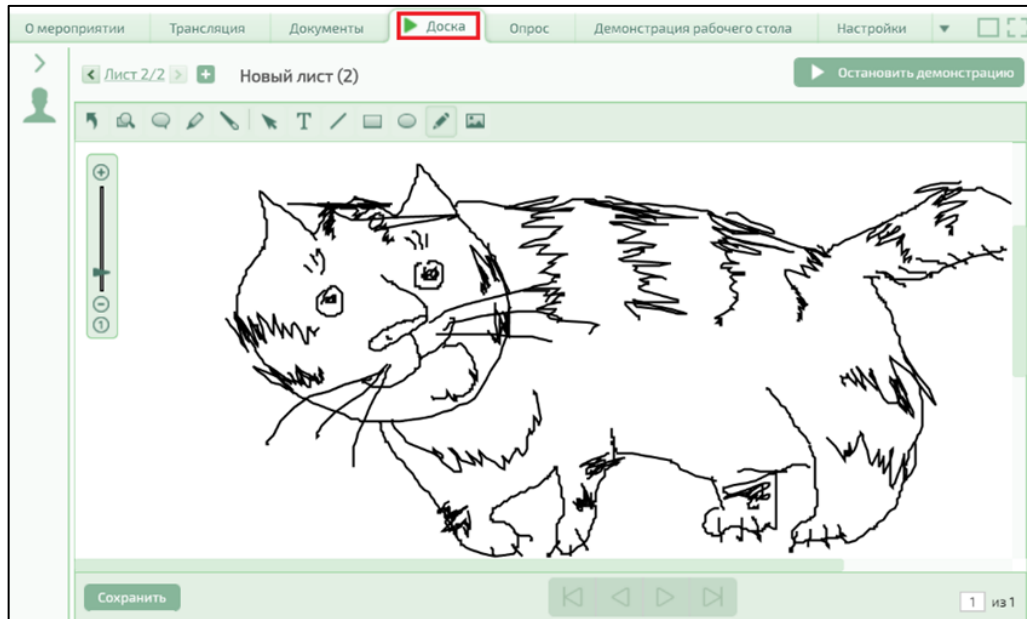 О мероприятии Трансляция Документы Доска Опрос Демонстрация рабочего стола Настройки
Лист 2/2 Новый лист (2) Остановить демонстрацию
T
1
Сохранить 1 из 1